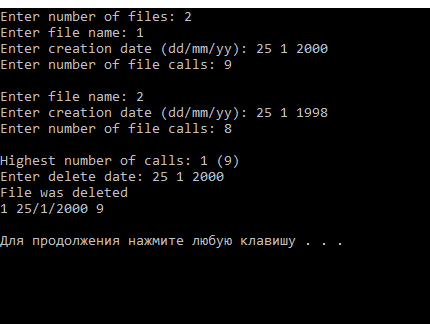 Enter number of files: 2
Enter file name: 1
Enter creation date (dd/mm/yy): 25 1 2000
Enter number of file calls: 9
Enter file name: 2
Enter creation date (dd/mm/yy): 25 1 1998
Enter number of file calls: 8
Highest number of calls: 1 (9)
Enter delete date: 25 1 2000
File was deleted
1 25/1/2000 9
Для продолжения нажмите любую клавишу . . .